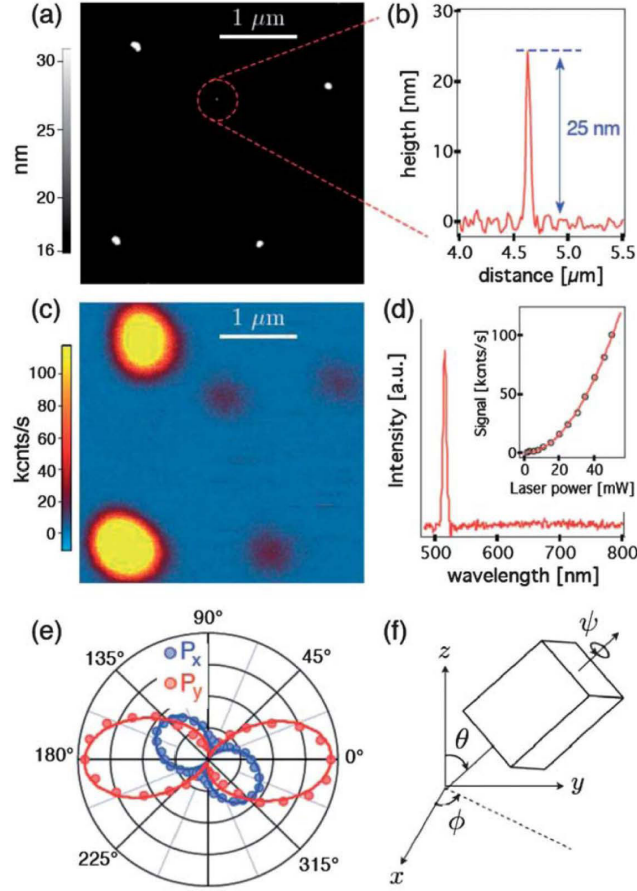 (a)
1 μm
30
25
20
16
nm
(b)
heigth [nm]
30
20
10
0
25 nm
4.0 4.5 5.0 5.5
distance [μm]
(c)
1 μm
100
80
60
40
20
0
kcnts/s
(d)
Intensity [a.u.]
500 600 700 800
wavelength [nm]
Signal [kcnts/s]
100
50
0
0 20 40
Laser power [mW]
(e)
90°
135° 45°
180° 0°
225° 315°
Px
Py
(f)
ψ
z
θ
y
ϕ
x